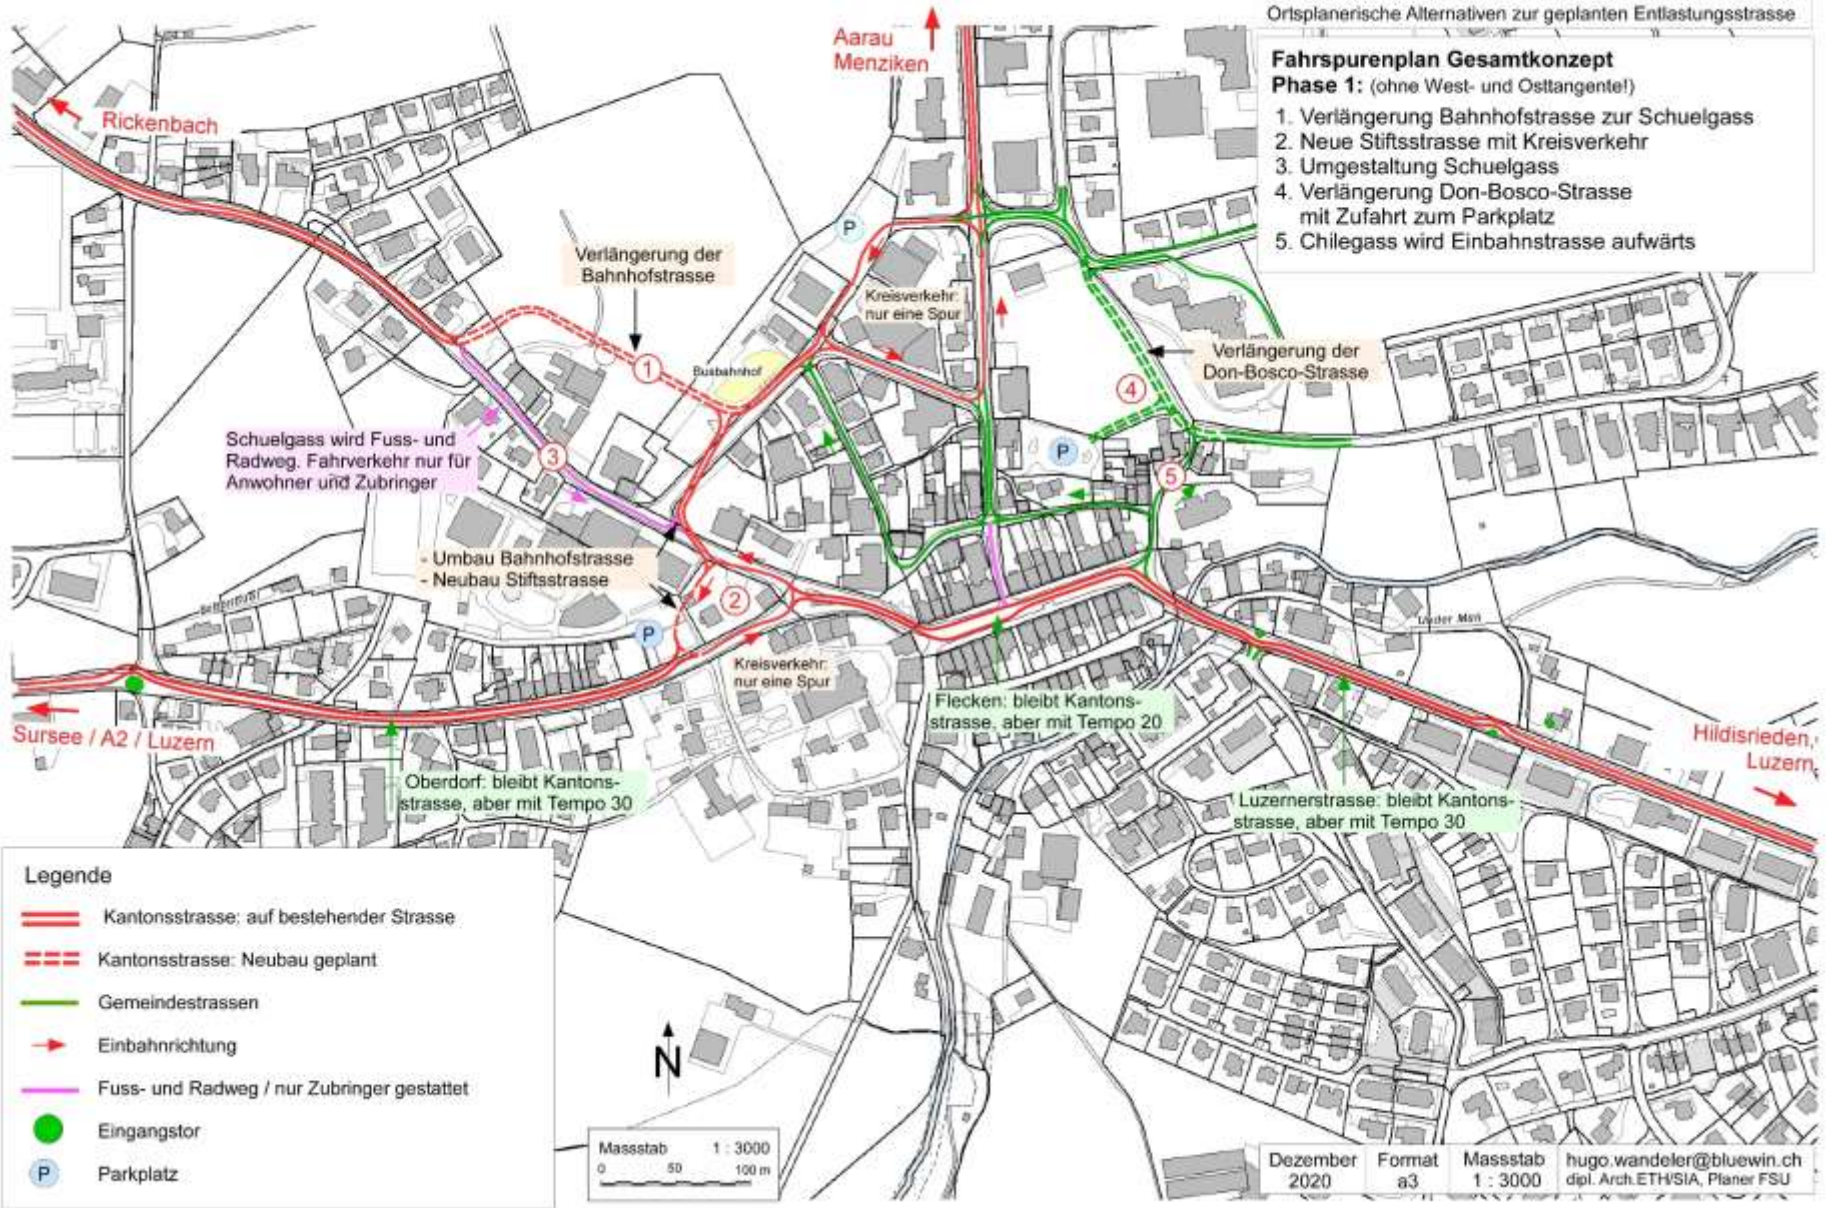 Ortsplanerische Alternativen zur geplanten Entlastungsstrasse
Fahrspurenplan Gesamtkonzept
Phase 1: (ohne West- und Osttangente!)
1. Verlängerung Bahnhofstrasse zur Schuelgass
2. Neue Stiftsstrasse mit Kreisverkehr
3. Umgestaltung Schuelgass
4. Verlängerung Don-Bosco-Strasse
mit Zufahrt zum Parkplatz
5. Chilegass wird Einbahnstrasse aufwärts
Aarau
Menziken
Rickenbach
P
Verlängerung der
Bahnhofstrasse
Kreisverkehr:
nur eine Spur
1
Busbahnhof
Verlängerung der
Don-Bosco-Strasse
4
Schuelgass wird Fuss- und
Radweg. Fahrverkehr nur für
Anwohner und Zubringer
3
P
5
- Umbau Bahnhofstrasse
- Neubau Stiftsstrasse
2
P
Kreisverkehr:
nur eine Spur
Under Müli
Flecken: bleibt Kantons-
strasse, aber mit Tempo 20
Sursee / A2 / Luzern
Hildisrieden,
Luzern
Oberdorf: bleibt Kantons-
strasse, aber mit Tempo 30
Luzernerstrasse: bleibt Kantons-
strasse, aber mit Tempo 30
Legende
Kantonsstrasse: auf bestehender Strasse
Kantonsstrasse: Neubau geplant
Gemeindestrassen
Einbahnrichtung
Fuss- und Radweg / nur Zubringer gestattet
Eingangstor
P Parkplatz
N
Massstab 1 : 3000
0 50 100 m
Dezember
2020
Format
a3
Massstab
1 : 3000
hugo.wandeler@bluewin.ch
dipl. Arch.ETH/SIA, Planer FSU